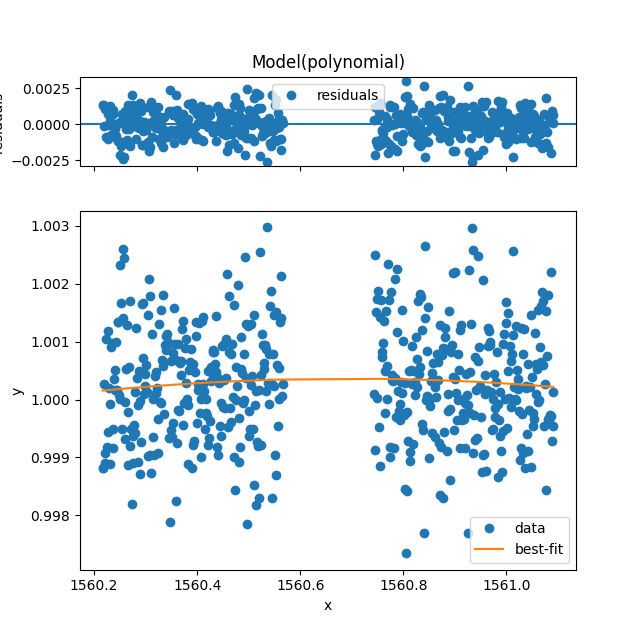 Model(polynomial)
residuals
0.0025
0.0000
−0.0025
residuals
1.003
1.002
1.001
1.000
0.999
0.998
y
data
best-fit
1560.2 1560.4 1560.6 1560.8 1561.0
x